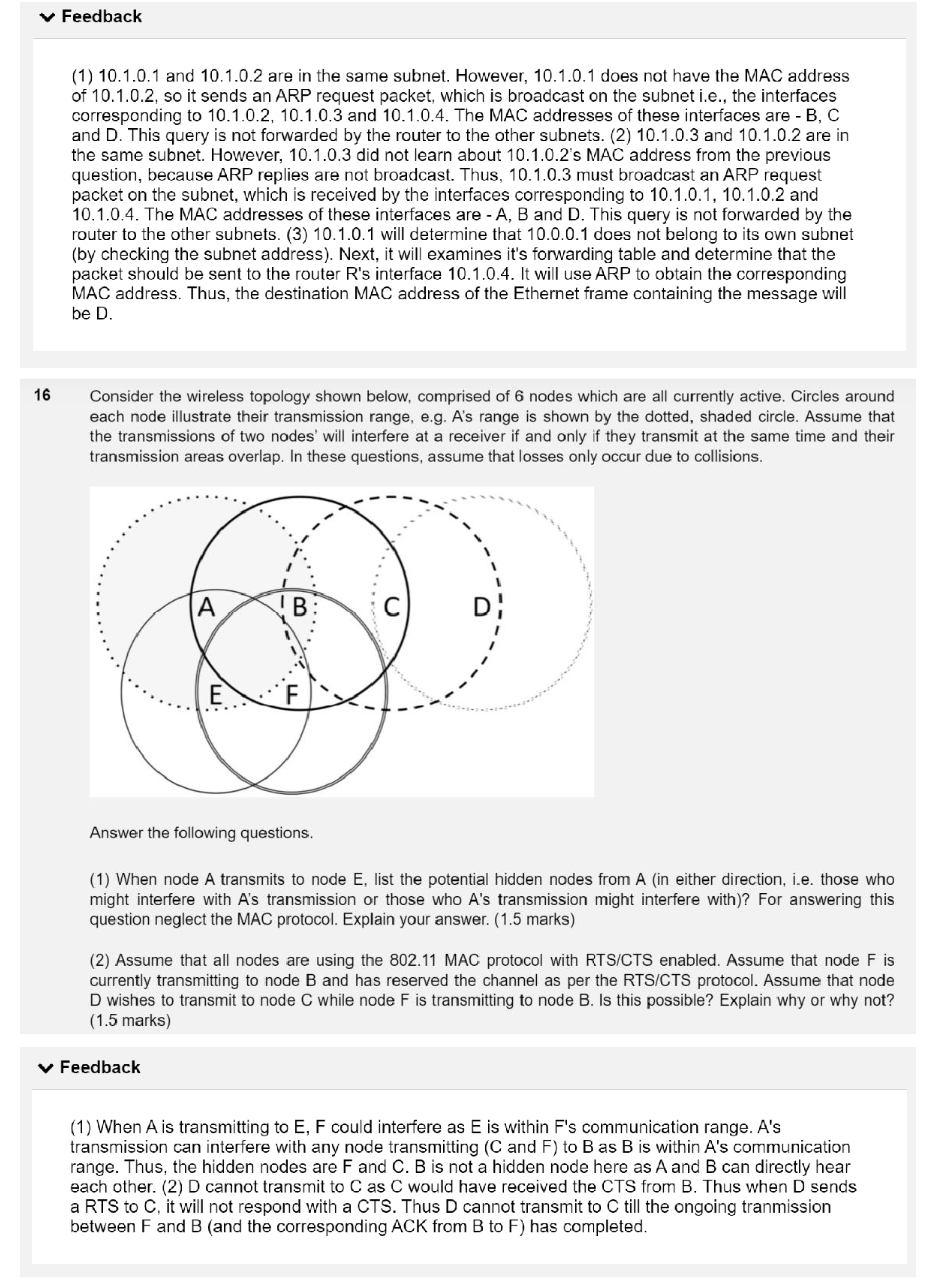 Feedback
(1) 10.1.0.1 and 10.1.0.2 are in the same subnet. However, 10.1.0.1 does not have the MAC address
of 10.1.0.2, so it sends an ARP request packet, which is broadcast on the subnet i.e., the interfaces
corresponding to 10.1.0.2, 10.1.0.3 and 10.1.0.4. The MAC addresses of these interfaces are - B, C
and D. This query is not forwarded by the router to the other subnets. (2) 10.1.0.3 and 10.1.0.2 are in
the same subnet. However, 10.1.0.3 did not learn about 10.1.0.2's MAC address from the previous
question, because ARP replies are not broadcast. Thus, 10.1.0.3 must broadcast an ARP request
packet on the subnet, which is received by the interfaces corresponding to 10.1.0.1, 10.1.0.2 and
10.1.0.4. The MAC addresses of these interfaces are - A, B and D. This query is not forwarded by the
router to the other subnets. (3) 10.1.0.1 will determine that 10.0.0.1 does not belong to its own subnet
(by checking the subnet address). Next, it will examines it's forwarding table and determine that the
packet should be sent to the router R's interface 10.1.0.4. It will use ARP to obtain the corresponding
MAC address. Thus, the destination MAC address of the Ethernet frame containing the message will
be D.
16 Consider the wireless topology shown below, comprised of 6 nodes which are all currently active. Circles around
each node illustrate their transmission range, e.g. A's range is shown by the dotted, shaded circle. Assume that
the transmissions of two nodes' will interfere at a receiver if and only if they transmit at the same time and their
transmission areas overlap. In these questions, assume that losses only occur due to collisions.
A B C D
E F
Answer the following questions.
(1) When node A transmits to node E, list the potential hidden nodes from A (in either direction, i.e. those who
might interfere with A's transmission or those who A's transmission might interfere with)? For answering this
question neglect the MAC protocol. Explain your answer. (1.5 marks)
(2) Assume that all nodes are using the 802.11 MAC protocol with RTS/CTS enabled. Assume that node F is
currently transmitting to node B and has reserved the channel as per the RTS/CTS protocol. Assume that node
D wishes to transmit to node C while node F is transmitting to node B. Is this possible? Explain why or why not?
(1.5 marks)
Feedback
(1) When A is transmitting to E, F could interfere as E is within F's communication range. A's
transmission can interfere with any node transmitting (C and F) to B as B is within A's communication
range. Thus, the hidden nodes are F and C. B is not a hidden node here as A and B can directly hear
each other. (2) D cannot transmit to C as C would have received the CTS from B. Thus when D sends
a RTS to C, it will not respond with a CTS. Thus D cannot transmit to C till the ongoing tranmission
between F and B (and the corresponding ACK from B to F) has completed.